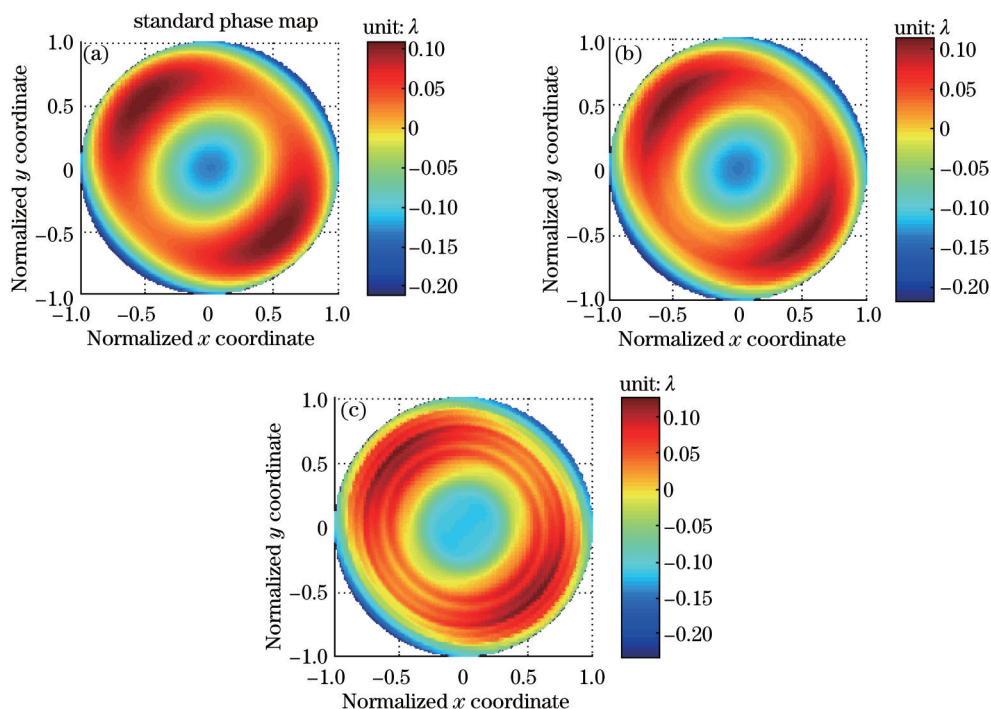 standard phase map
unit: λ
(a)
Normalized y coordinate
1.0
0.5
0
−0.5
−1.0
−1.0 −0.5 0 0.5 1.0
Normalized x coordinate
0.10
0.05
0
−0.05
−0.10
−0.15
−0.20
unit: λ
(b)
Normalized y coordinate
1.0
0.5
0
−0.5
−1.0
−1.0 −0.5 0 0.5 1.0
Normalized x coordinate
0.10
0.05
0
−0.05
−0.10
−0.15
−0.20
unit: λ
(c)
Normalized y coordinate
1.0
0.5
0
−0.5
−1.0
−1.0 −0.5 0 0.5 1.0
Normalized x coordinate
0.10
0.05
0
−0.05
−0.10
−0.15
−0.20